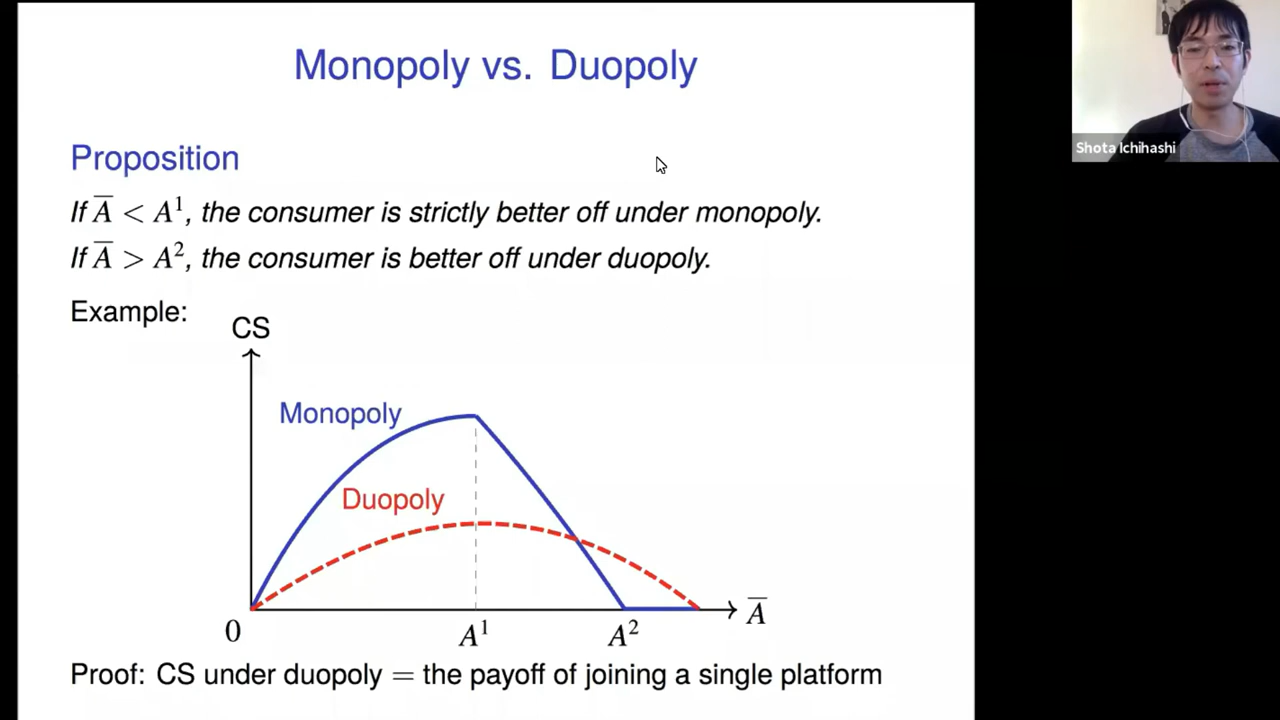 Monopoly vs. Duopoly
Shota Ichihashi
Proposition
If A̅ < A¹, the consumer is strictly better off under monopoly.
If A̅ > A², the consumer is better off under duopoly.
Example:
CS
Monopoly
Duopoly
0
A¹
A²
A̅
Proof: CS under duopoly = the payoff of joining a single platform